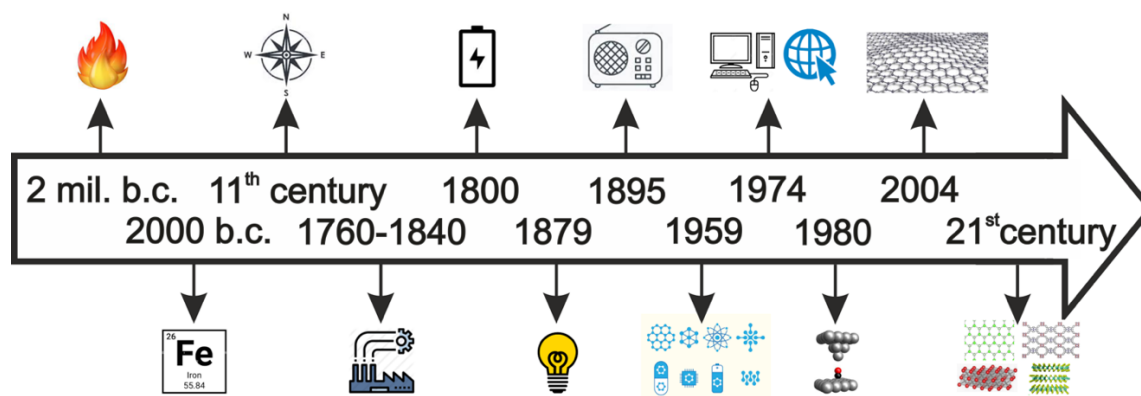 N
W E
S
2 mil. b.c. 11th century 1800 1895 1974 2004
2000 b.c. 1760-1840 1879 1959 1980 21st century
26
Fe
Iron
55.84